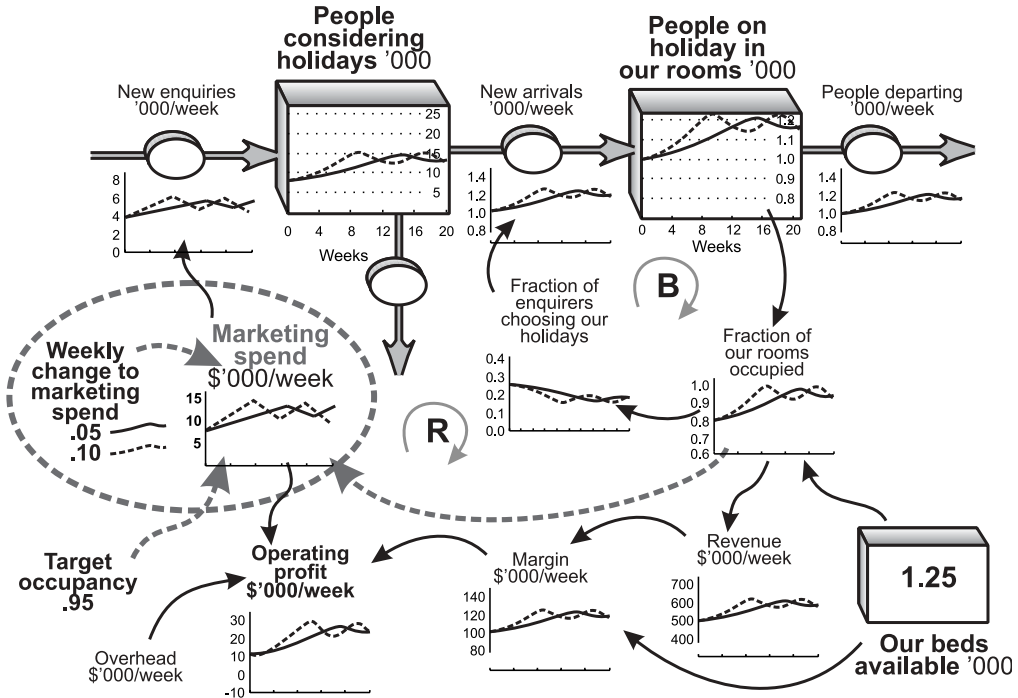 People
considering
holidays '000
People on
holiday in
our rooms '000
New enquiries
'000/week
New arrivals
'000/week
People departing
'000/week
25
20
15
10
5
0 4 8 12 16 20
Weeks
1.2
1.1
1.0
0.9
0.8
0 4 8 12 16 20
Weeks
8
6
4
2
0
1.4
1.2
1.0
0.8
1.4
1.2
1.0
0.8
B
Fraction of
enquirers
choosing our
holidays
0.4
0.3
0.2
0.1
0.0
Fraction of
our rooms
occupied
1.0
0.9
0.8
0.7
0.6
Weekly
change to
marketing
spend
.05
.10
Marketing
spend
$'000/week
15
10
5
R
Target
occupancy
.95
Operating
profit
$'000/week
30
20
10
0
-10
Overhead
$'000/week
Margin
$'000/week
140
120
100
80
Revenue
$'000/week
700
600
500
400
1.25
Our beds
available '000